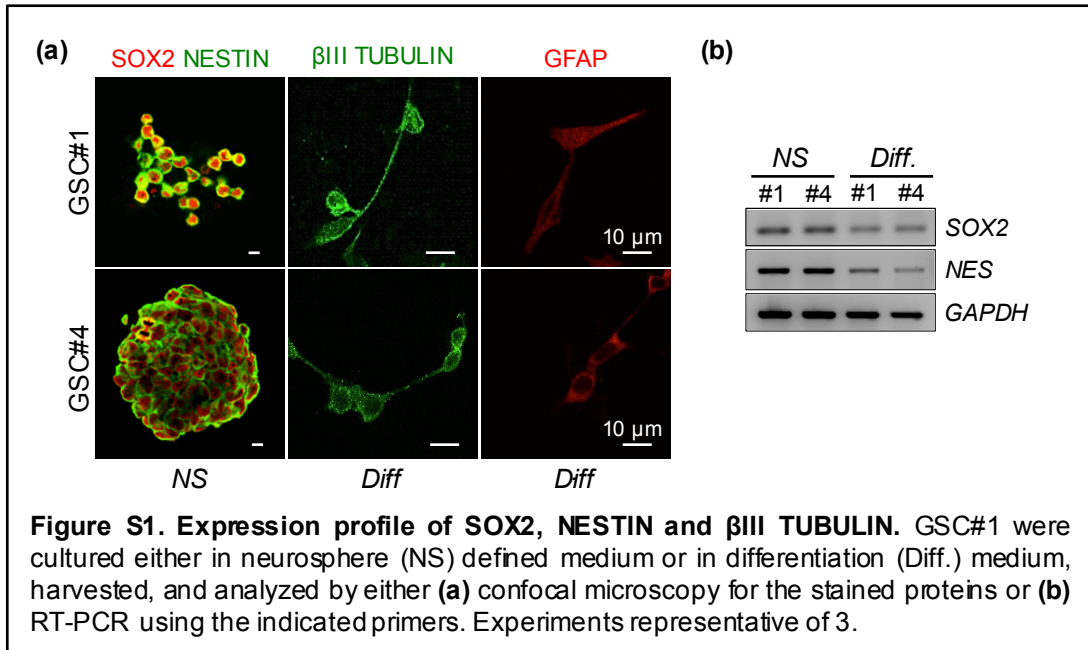 (a)
SOX2 NESTIN
βIII TUBULIN
GFAP
GSC#1
10 µm
GSC#4
10 µm
NS
Diff
Diff
(b)
NS Diff.
#1 #4 #1 #4
SOX2
NES
GAPDH
Figure S1. Expression profile of SOX2, NESTIN and βIII TUBULIN. GSC#1 were
cultured either in neurosphere (NS) defined medium or in differentiation (Diff.) medium,
harvested, and analyzed by either (a) confocal microscopy for the stained proteins or (b)
RT-PCR using the indicated primers. Experiments representative of 3.